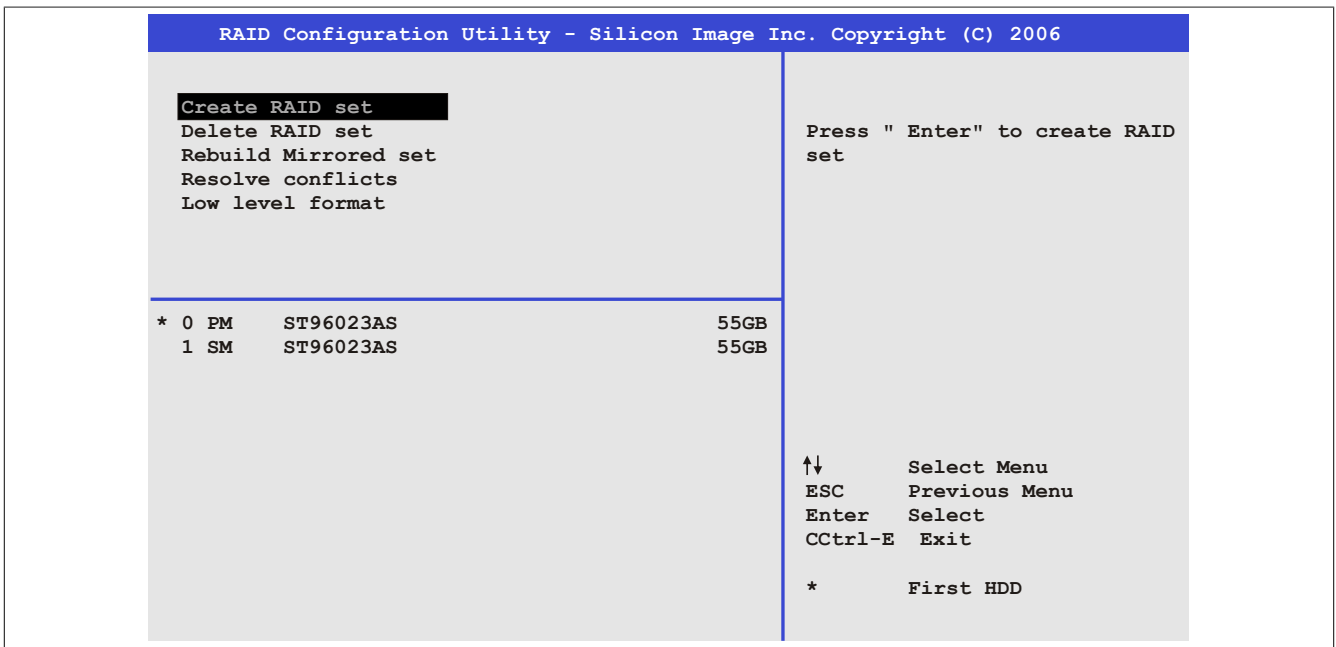 RAID Configuration Utility - Silicon Image Inc. Copyright (C) 2006
Create RAID set
Delete RAID set
Rebuild Mirrored set
Resolve conflicts
Low level format
Press " Enter" to create RAID
set
* 0 PM ST96023AS 55GB
1 SM ST96023AS 55GB
↑↓ Select Menu
ESC Previous Menu
Enter Select
CCtrl-E Exit
* First HDD